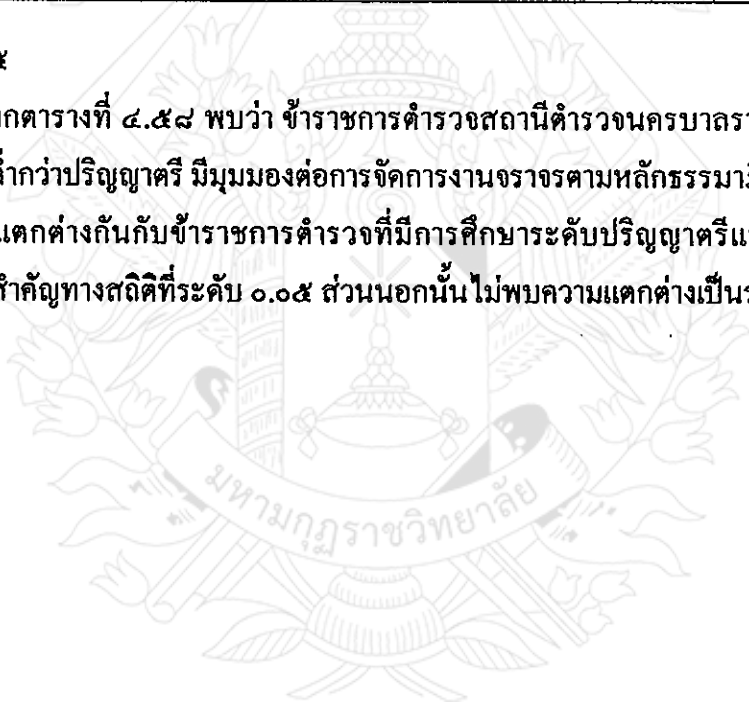 ๕
กตารางที่ ๔.๕๘ พบว่า ข้าราชการตำรวจสถานีตำรวจนครบาลรา
ำกว่าปริญญาตรี มีมุมมองต่อการจัดการงานจราจรตามหลักธรรมา
แตกต่างกันกับข้าราชการตำรวจที่มีการศึกษาระดับปริญญาตรีแ
สำคัญทางสถิติที่ระดับ ๐.๐๕ ส่วนนอกนั้นไม่พบความแตกต่างเป็นร
มหามกุฏราชวิทยาลัย